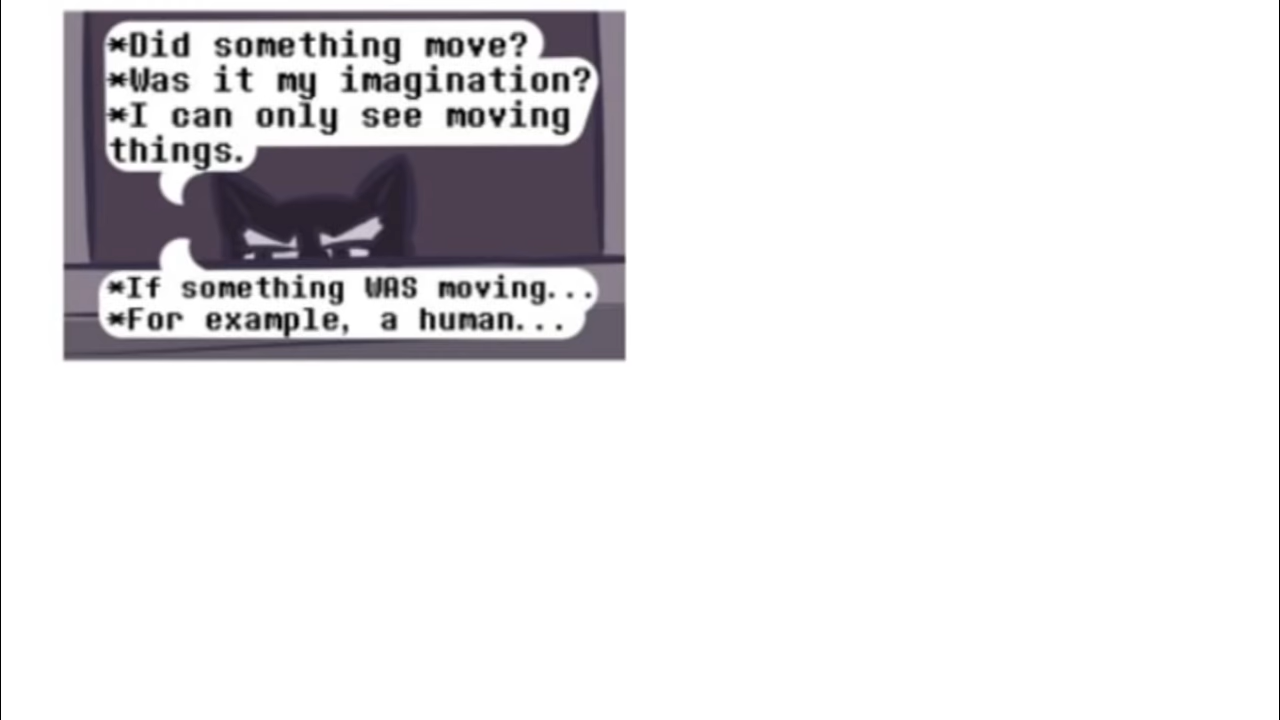 *Did something move?
*Was it my imagination?
*I can only see moving
things.
*If something WAS moving...
*For example, a human...